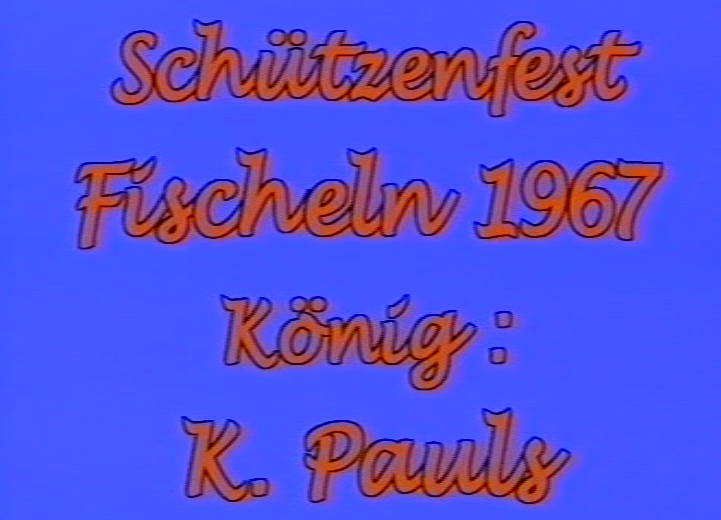 Schützenfest
Fischeln 1967
König :
K. Pauls